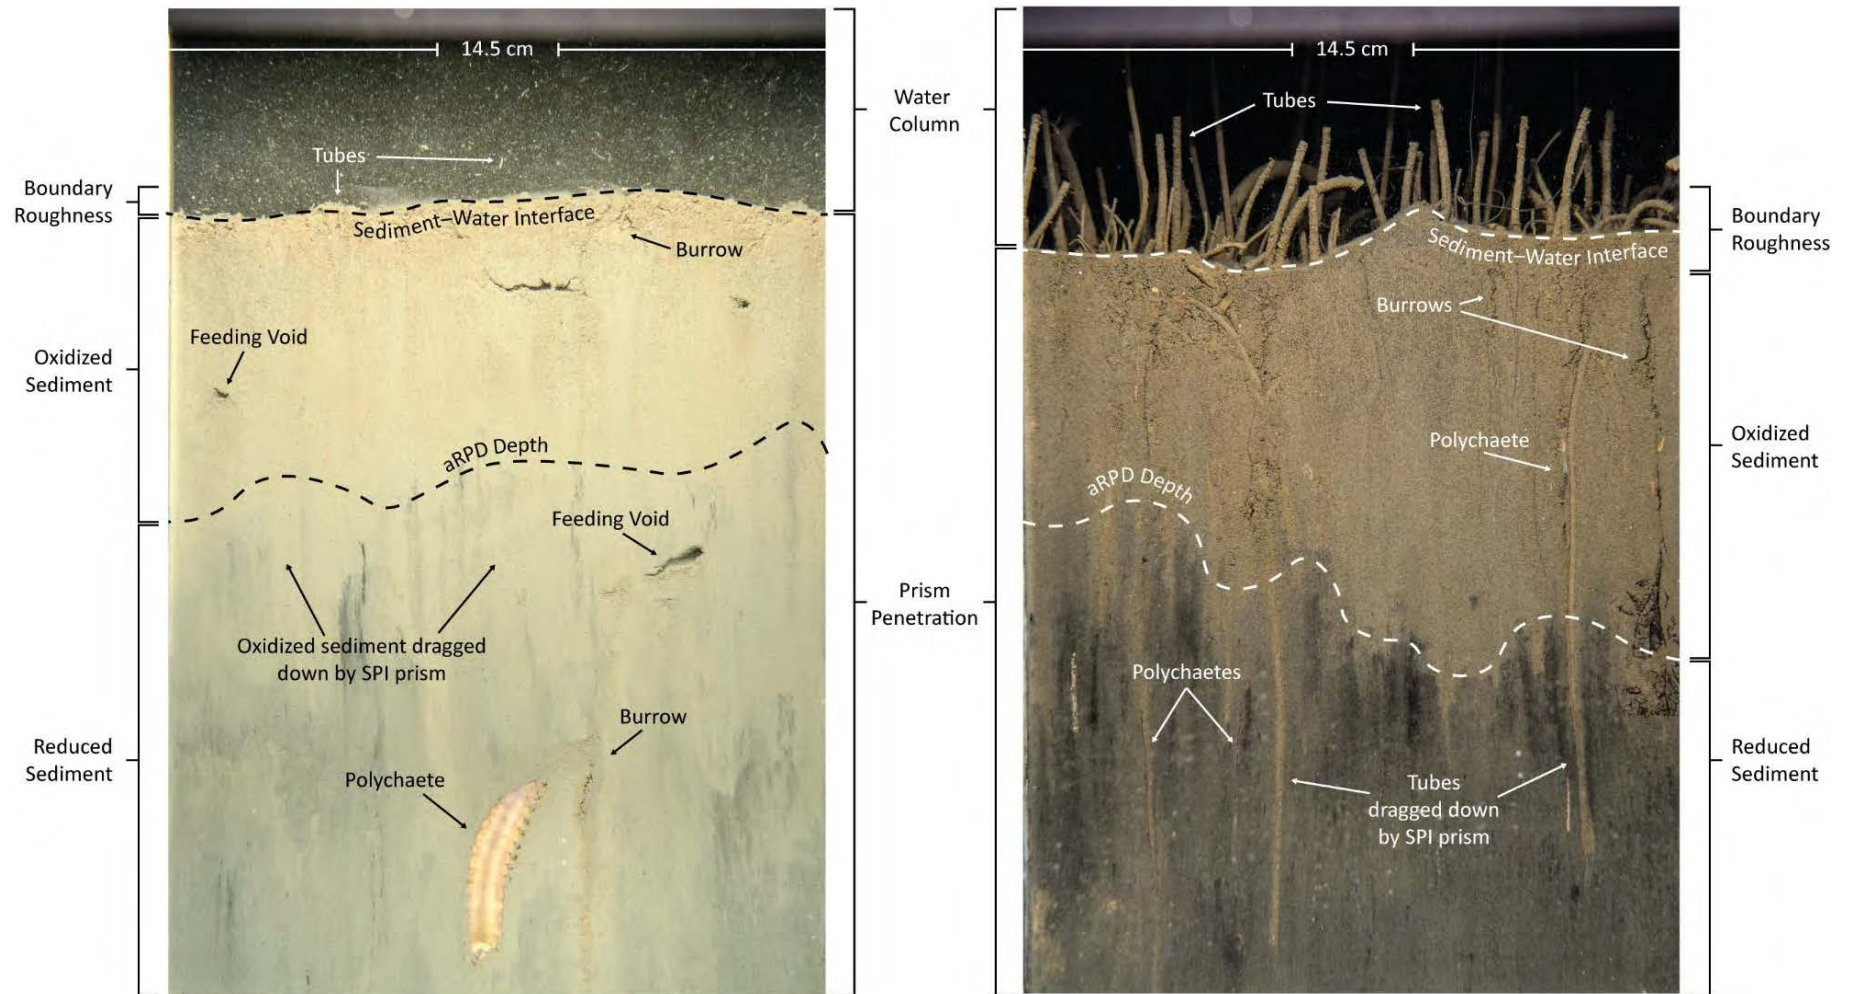 14.5 cm
Tubes
Boundary
Roughness
Sediment–Water Interface
Burrow
Feeding Void
Oxidized
Sediment
aRPD Depth
Feeding Void
Oxidized sediment dragged
down by SPI prism
Burrow
Reduced
Sediment
Polychaete
Water
Column
Prism
Penetration
14.5 cm
Tubes
Boundary
Roughness
Sediment–Water Interface
Burrows
Polychaete
Oxidized
Sediment
aRPD Depth
Polychaetes
Tubes
dragged down
by SPI prism
Reduced
Sediment